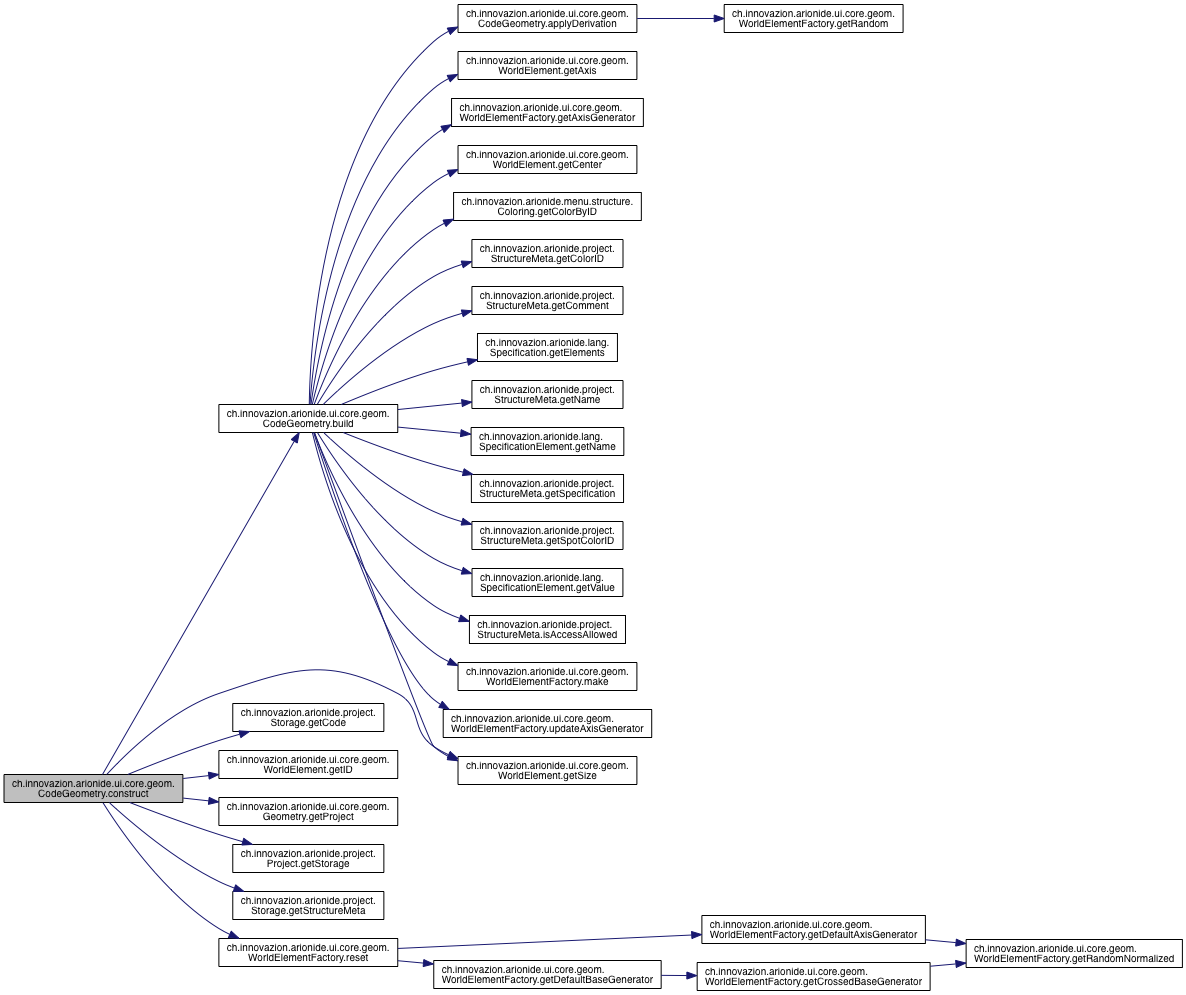 ch.innovazion.arionide.ui.core.geom.
CodeGeometry.construct
ch.innovazion.arionide.ui.core.geom.
CodeGeometry.build
ch.innovazion.arionide.ui.core.geom.
CodeGeometry.applyDerivation
ch.innovazion.arionide.ui.core.geom.
WorldElementFactory.getRandom
ch.innovazion.arionide.ui.core.geom.
WorldElement.getAxis
ch.innovazion.arionide.ui.core.geom.
WorldElementFactory.getAxisGenerator
ch.innovazion.arionide.ui.core.geom.
WorldElement.getCenter
ch.innovazion.arionide.menu.structure.
Coloring.getColorByID
ch.innovazion.arionide.project.
StructureMeta.getColorID
ch.innovazion.arionide.project.
StructureMeta.getComment
ch.innovazion.arionide.lang.
Specification.getElements
ch.innovazion.arionide.project.
StructureMeta.getName
ch.innovazion.arionide.lang.
SpecificationElement.getName
ch.innovazion.arionide.project.
StructureMeta.getSpecification
ch.innovazion.arionide.project.
StructureMeta.getSpotColorID
ch.innovazion.arionide.lang.
SpecificationElement.getValue
ch.innovazion.arionide.project.
StructureMeta.isAccessAllowed
ch.innovazion.arionide.ui.core.geom.
WorldElementFactory.make
ch.innovazion.arionide.ui.core.geom.
WorldElementFactory.updateAxisGenerator
ch.innovazion.arionide.ui.core.geom.
WorldElement.getSize
ch.innovazion.arionide.project.
Storage.getCode
ch.innovazion.arionide.ui.core.geom.
WorldElement.getID
ch.innovazion.arionide.ui.core.geom.
Geometry.getProject
ch.innovazion.arionide.project.
Project.getStorage
ch.innovazion.arionide.project.
Storage.getStructureMeta
ch.innovazion.arionide.ui.core.geom.
WorldElementFactory.reset
ch.innovazion.arionide.ui.core.geom.
WorldElementFactory.getDefaultAxisGenerator
ch.innovazion.arionide.ui.core.geom.
WorldElementFactory.getDefaultBaseGenerator
ch.innovazion.arionide.ui.core.geom.
WorldElementFactory.getCrossedBaseGenerator
ch.innovazion.arionide.ui.core.geom.
WorldElementFactory.getRandomNormalized